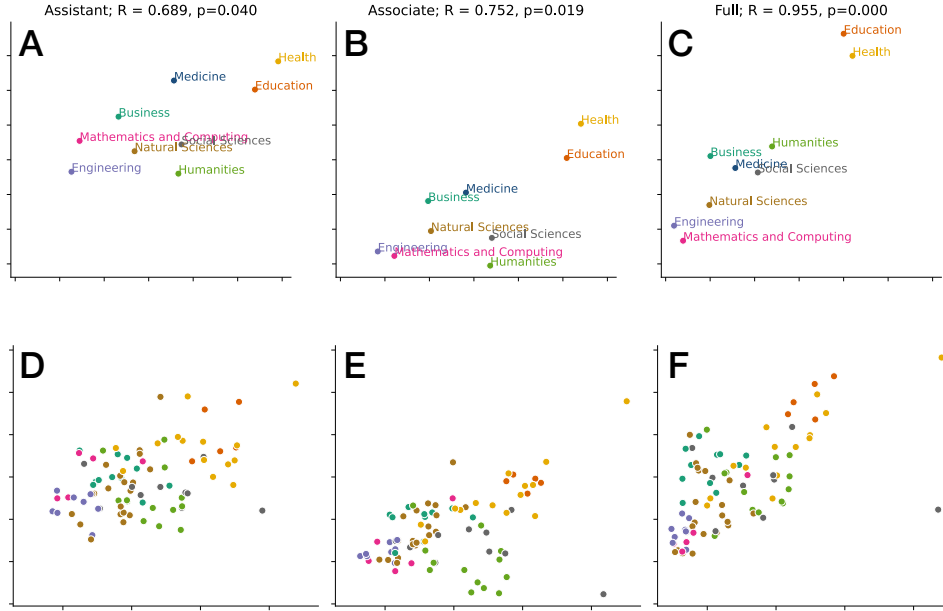 Assistant; R = 0.689, p=0.040
Associate; R = 0.752, p=0.019
Full; R = 0.955, p=0.000
A
Health
Medicine
Education
Business
Mathematics and Computing
Social Sciences
Natural Sciences
Engineering
Humanities
B
Health
Education
Medicine
Business
Natural Sciences
Social Sciences
Engineering
Mathematics and Computing
Humanities
C
Education
Health
Humanities
Business
Medicine
Social Sciences
Natural Sciences
Engineering
Mathematics and Computing
D
E
F